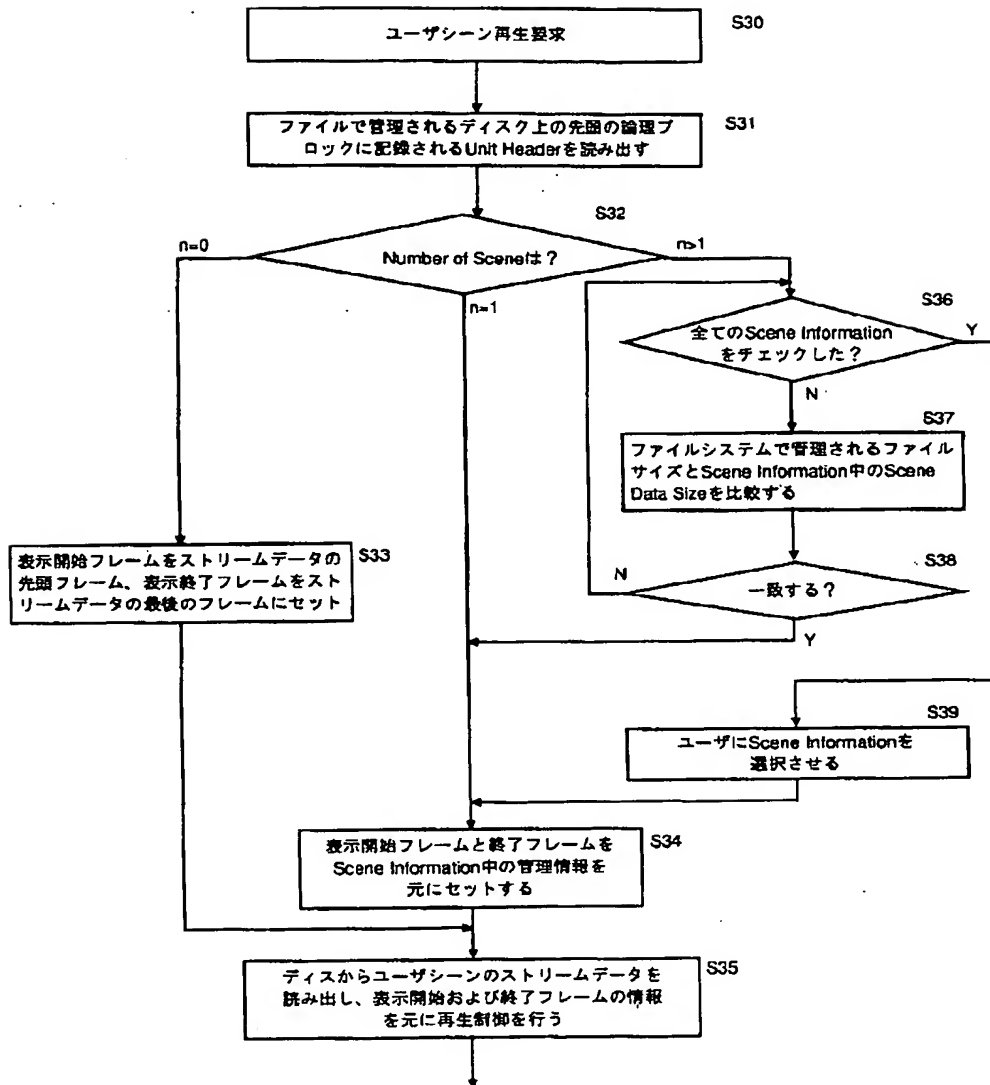 S30
ユーザシーン再生要求
S31
ファイルで管理されるディスク上の先頭の論理ブ
ロックに記録されるUnit Headerを読み出す
S32
n=0
Number of Sceneは？
n>1
n=1
S36
全てのScene Information
をチェックした？
Y
N
S37
ファイルシステムで管理されるファイル
サイズとScene Information中のScene
Data Sizeを比較する
S38
N
一致する？
Y
S33
表示開始フレームをストリームデータの
先頭フレーム、表示終了フレームをスト
リームデータの最後のフレームにセット
S39
ユーザにScene Informationを
選択させる
S34
表示開始フレームと終了フレームを
Scene Information中の管理情報を
元にセットする
S35
ディスからユーザシーンのストリームデータを
読み出し、表示開始および終了フレームの情報
を元に再生制御を行う